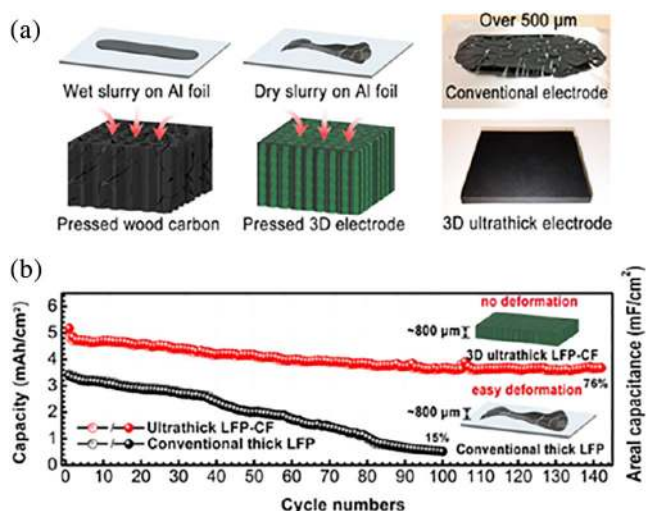 (a)
Over 500 μm
Wet slurry on Al foil
Dry slurry on Al foil
Conventional electrode
Pressed wood carbon
Pressed 3D electrode
3D ultrathick electrode
(b)
Capacity (mAh/cm²)
6
5
4
3
2
1
0
no deformation
~800 μm
3D ultrathick LFP-CF
76%
easy deformation
~800 μm
Conventional thick LFP
15%
Ultrathick LFP-CF
Conventional thick LFP
0 10 20 30 40 50 60 70 80 90 100 110 120 130 140
Cycle numbers
Areal capacitance (mF/cm²)